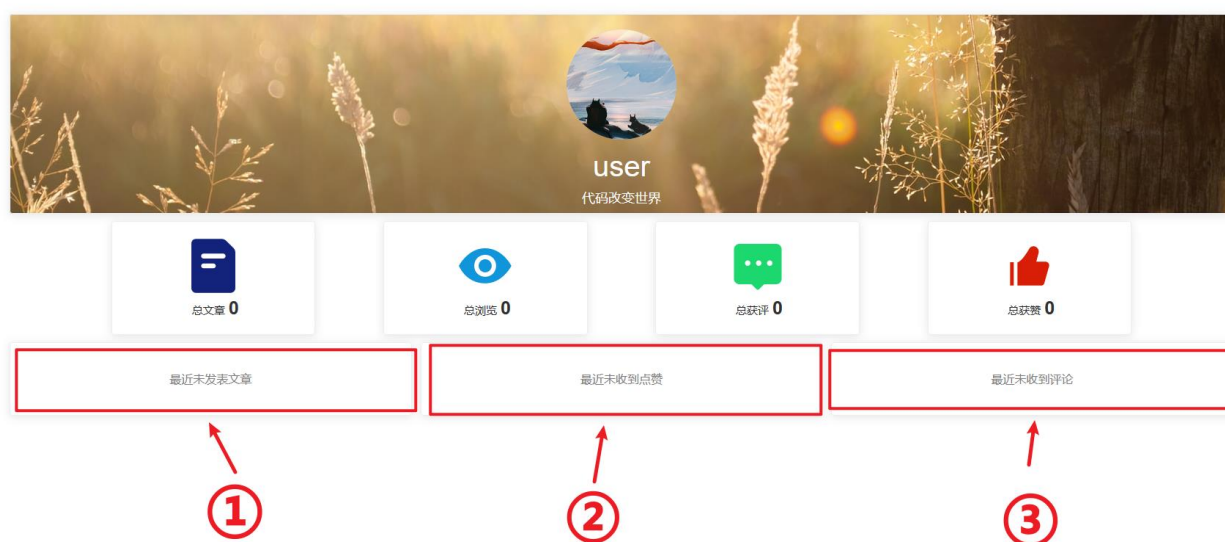 user
代码改变世界
总文章 0
总浏览 0
总获评 0
总获赞 0
最近未发表文章
最近未收到点赞
最近未收到评论
①
②
③